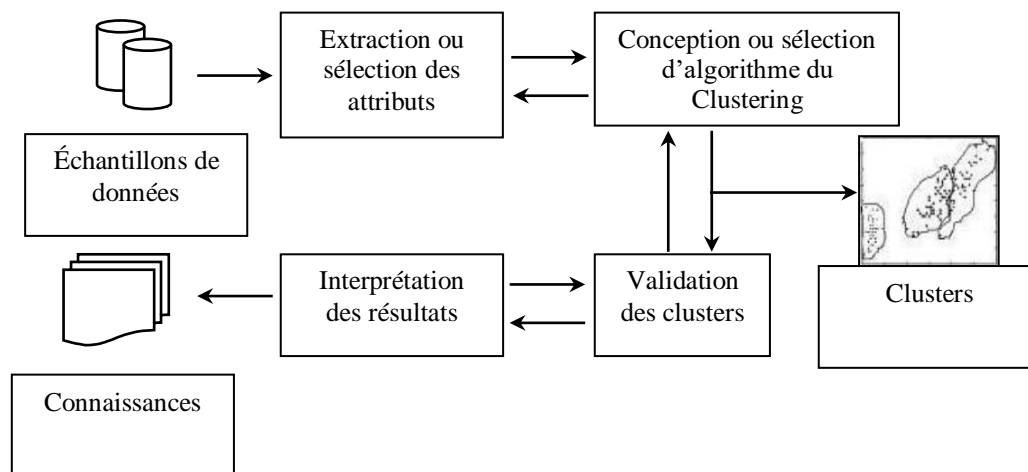 Extraction ou
sélection des
attributs
Conception ou sélection
d’algorithme du
Clustering
Échantillons de
données
Interprétation
des résultats
Validation
des clusters
Clusters
Connaissances